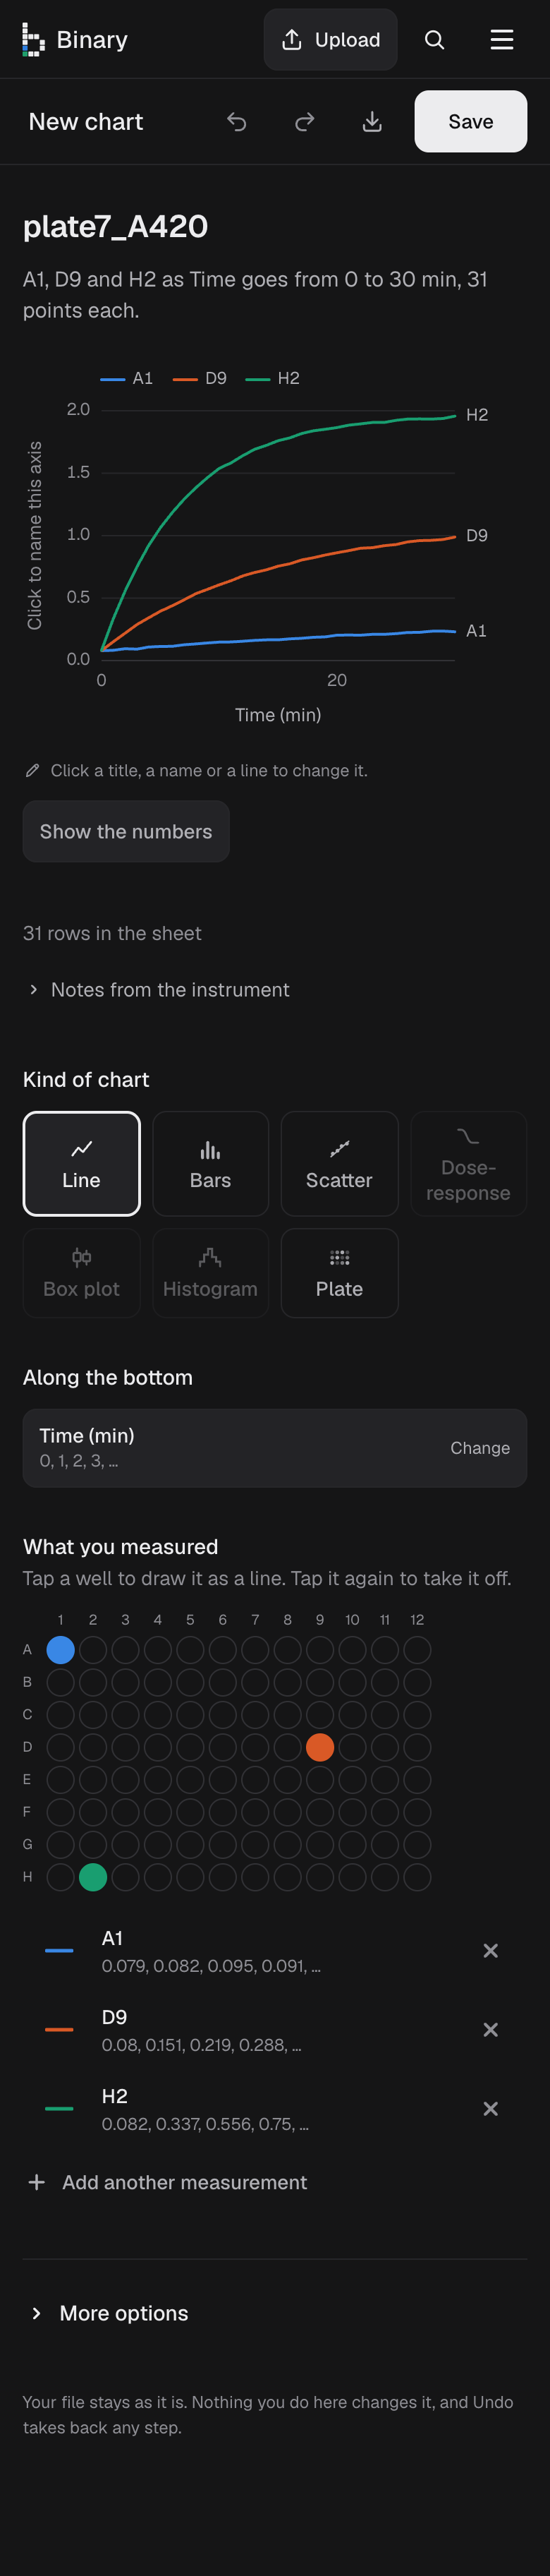 Binary
Upload
New chart
Save
plate7_A420
A1, D9 and H2 as Time goes from 0 to 30 min, 31
points each.
A1 D9 H2
2.0
1.5
1.0
0.5
0.0
Click to name this axis
H2
D9
A1
0 20
Time (min)
Click a title, a name or a line to change it.
Show the numbers
31 rows in the sheet
Notes from the instrument
Kind of chart
Line
Bars
Scatter
Dose-
response
Box plot
Histogram
Plate
Along the bottom
Time (min)
0, 1, 2, 3, ...
Change
What you measured
Tap a well to draw it as a line. Tap it again to take it off.
1 2 3 4 5 6 7 8 9 10 11 12
A
B
C
D
E
F
G
H
A1
0.079, 0.082, 0.095, 0.091, ...
D9
0.08, 0.151, 0.219, 0.288, ...
H2
0.082, 0.337, 0.556, 0.75, ...
Add another measurement
More options
Your file stays as it is. Nothing you do here changes it, and Undo
takes back any step.